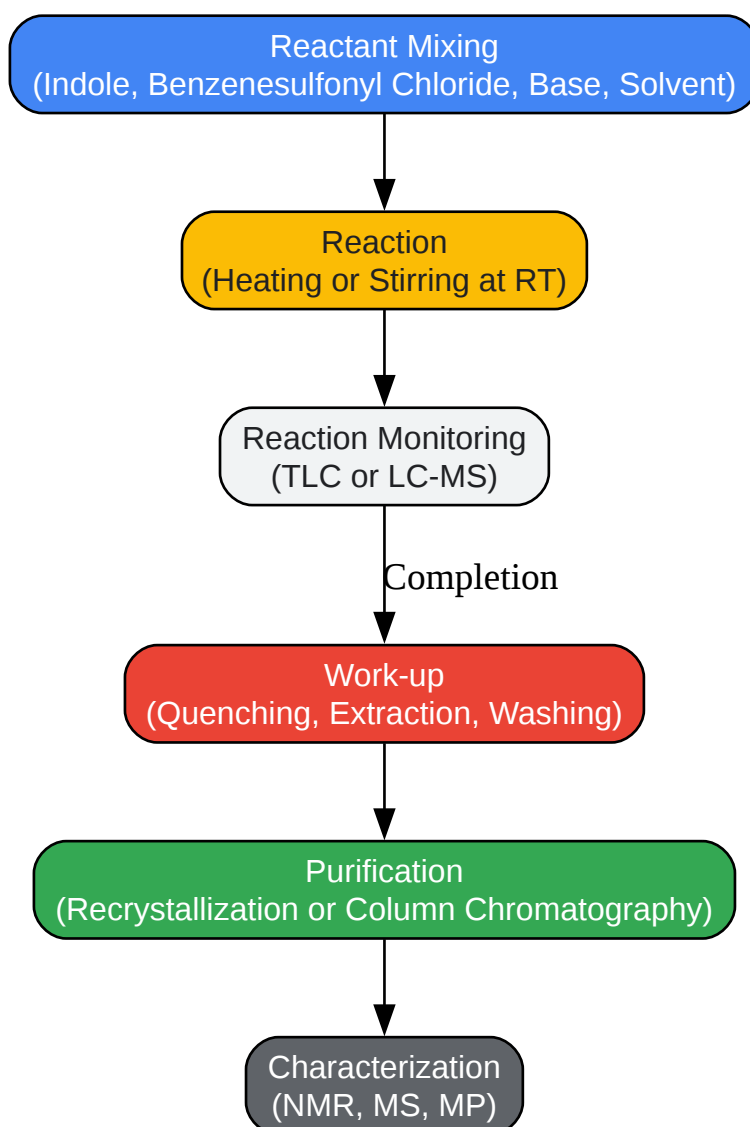 Reactant Mixing
(Indole, Benzenesulfonyl Chloride, Base, Solvent)
Reaction
(Heating or Stirring at RT)
Reaction Monitoring
(TLC or LC-MS)
Completion
Work-up
(Quenching, Extraction, Washing)
Purification
(Recrystallization or Column Chromatography)
Characterization
(NMR, MS, MP)